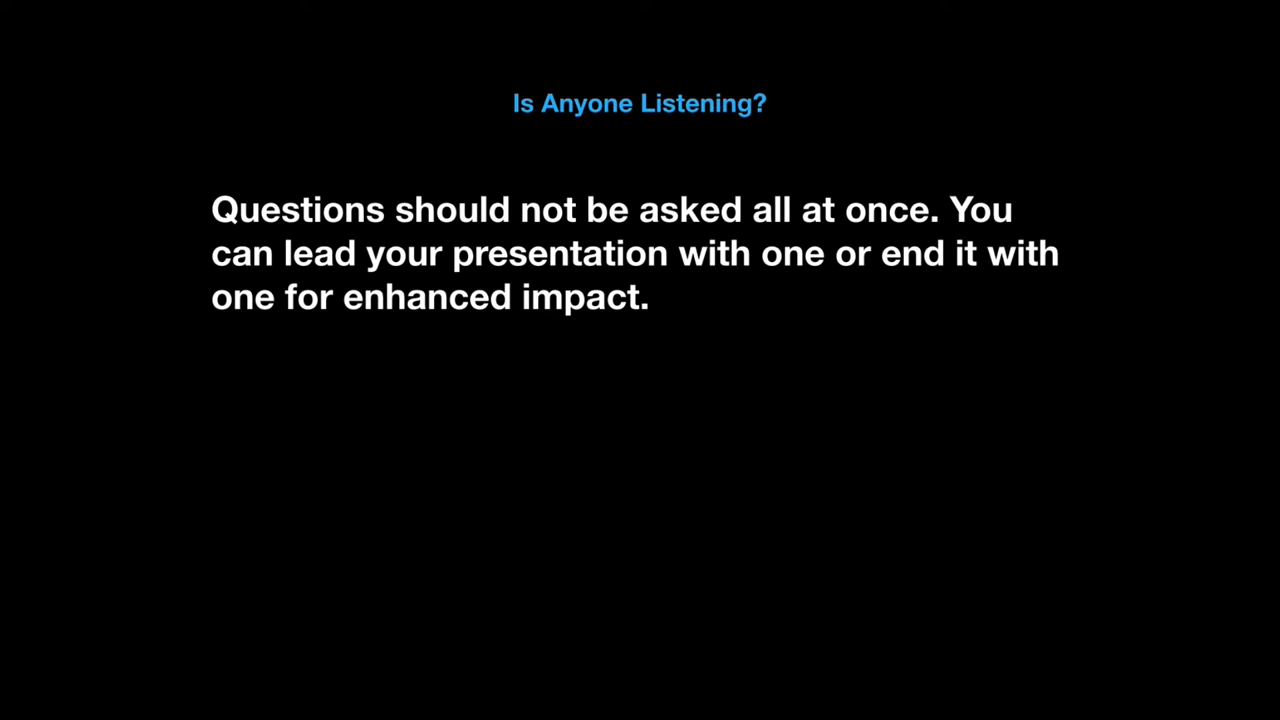 Is Anyone Listening?
Questions should not be asked all at once. You
can lead your presentation with one or end it with
one for enhanced impact.